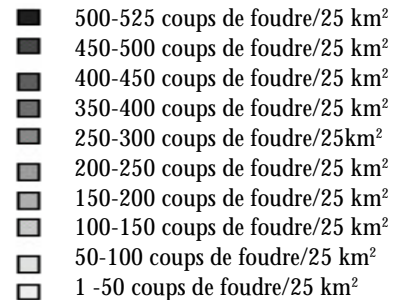 500-525 coups de foudre/25 km²
450-500 coups de foudre/25 km²
400-450 coups de foudre/25 km²
350-400 coups de foudre/25 km²
250-300 coups de foudre/25km²
200-250 coups de foudre/25 km²
150-200 coups de foudre/25 km²
100-150 coups de foudre/25 km²
50-100 coups de foudre/25 km²
1 -50 coups de foudre/25 km²